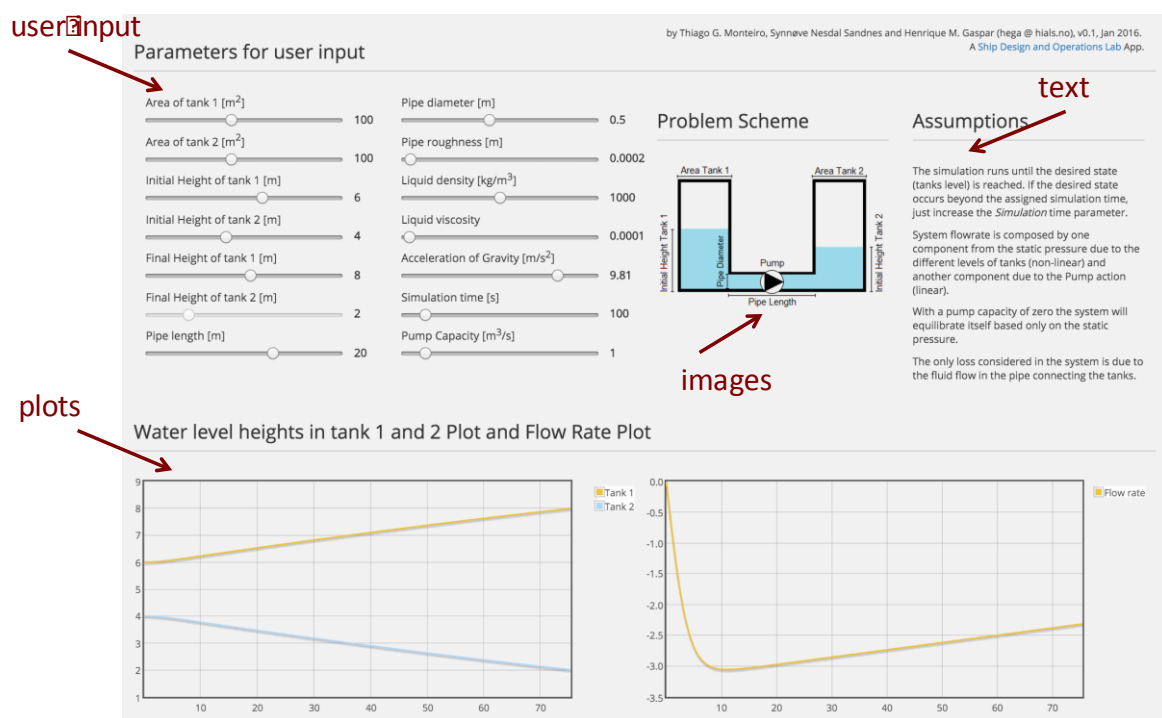 user�input
by Thiago G. Monteiro, Synnøve Nesdal Sandnes and Henrique M. Gaspar (hega @ hials.no), v0.1, Jan 2016.
A Ship Design and Operations Lab App.
Parameters for user input
text
Area of tank 1 [m²]
100
Area of tank 2 [m²]
100
Initial Height of tank 1 [m]
6
Initial Height of tank 2 [m]
4
Final Height of tank 1 [m]
8
Final Height of tank 2 [m]
2
Pipe length [m]
20
Pipe diameter [m]
0.5
Pipe roughness [m]
0.0002
Liquid density [kg/m³]
1000
Liquid viscosity
0.0001
Acceleration of Gravity [m/s²]
9.81
Simulation time [s]
100
Pump Capacity [m³/s]
1
Problem Scheme
Area Tank 1
Area Tank 2
Initial Height Tank 1
Pipe Diameter
Pump
Initial Height Tank 2
Pipe Length
images
Assumptions
The simulation runs until the desired state
(tanks level) is reached. If the desired state
occurs beyond the assigned simulation time,
just increase the Simulation time parameter.
System flowrate is composed by one
component from the static pressure due to the
different levels of tanks (non-linear) and
another component due to the Pump action
(linear).
With a pump capacity of zero the system will
equilibrate itself based only on the static
pressure.
The only loss considered in the system is due to
the fluid flow in the pipe connecting the tanks.
plots
Water level heights in tank 1 and 2 Plot and Flow Rate Plot
9
8
7
6
5
4
3
2
1
10 20 30 40 50 60 70
Tank 1
Tank 2
0.0
-0.5
-1.0
-1.5
-2.0
-2.5
-3.0
-3.5
10 20 30 40 50 60 70
Flow rate